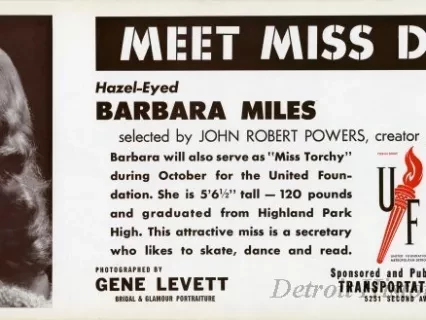 MEET MISS D
Hazel-Eyed
BARBARA MILES
selected by JOHN ROBERT POWERS, creator
Barbara will also serve as "Miss Torchy"
during October for the United Foun-
dation. She is 5'6½" tall — 120 pounds
and graduated from Highland Park
High. This attractive miss is a secretary
who likes to skate, dance and read.
PHOTOGRAPHED BY
GENE LEVETT
BRIDAL & GLAMOUR PORTRAITURE
UF
Sponsored and Pub
TRANSPORTAT
5251 SECOND AV
Detroit